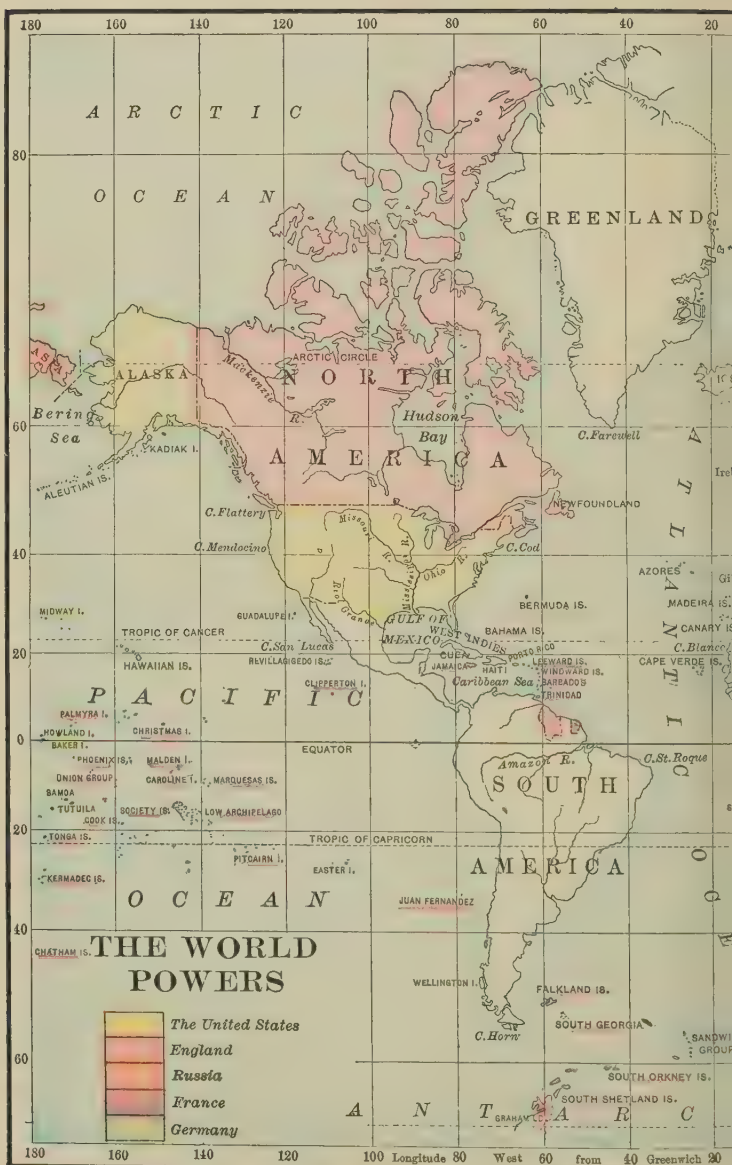 180 160 140 120 100 80 60 40 20
ARCTIC
80
OCEAN
GREENLAND
ARCTIC CIRCLE
ASIA
ALASKA
Mackenzie R.
NORTH
Bering Sea
Hudson Bay
60
C. Farewell
KADIAK I.
AMERICA
ALEUTIAN IS.
NEWFOUNDLAND
C. Flattery
Missouri R.
C. Mendocino
Mississippi R.
Ohio R.
C. Cod
40
AZORES
Rio Grande
BERMUDA IS.
MADEIRA IS.
MIDWAY I.
GUADALUPE I.
GULF OF MEXICO
BAHAMA IS.
CANARY IS.
TROPIC OF CANCER
WEST INDIES
C. San Lucas
C. Blanco
20
HAWAIIAN IS.
REVILLAGIGEDO IS.
CUBA
PORTO RICO
JAMAICA
HAITI
LEEWARD IS.
WINDWARD IS.
CAPE VERDE IS.
CLIPPERTON I.
Caribbean Sea
BARBADOS
TRINIDAD
PACIFIC
PALMYRA I.
HOWLAND I.
CHRISTMAS I.
0
BAKER I.
EQUATOR
PHOENIX IS.
MALDEN I.
Amazon R.
C. St. Roque
UNION GROUP
CAROLINE I.
MARQUESAS IS.
SOUTH
SAMOA
TUTUILA
SOCIETY IS.
LOW ARCHIPELAGO
COOK IS.
20
TONGA IS.
TROPIC OF CAPRICORN
PITCAIRN I.
EASTER I.
AMERICA
KERMADEC IS.
OCEAN
JUAN FERNANDEZ
40
ATLANTIC
CHATHAM IS.
THE WORLD
POWERS
WELLINGTON I.
FALKLAND IS.
The United States
SOUTH GEORGIA
C. Horn
England
60
Russia
SOUTH ORKNEY IS.
France
SOUTH SHETLAND IS.
GRAHAM
Germany
180 160 140 120 100 Longitude 80 West 60 from 40 Greenwich 20